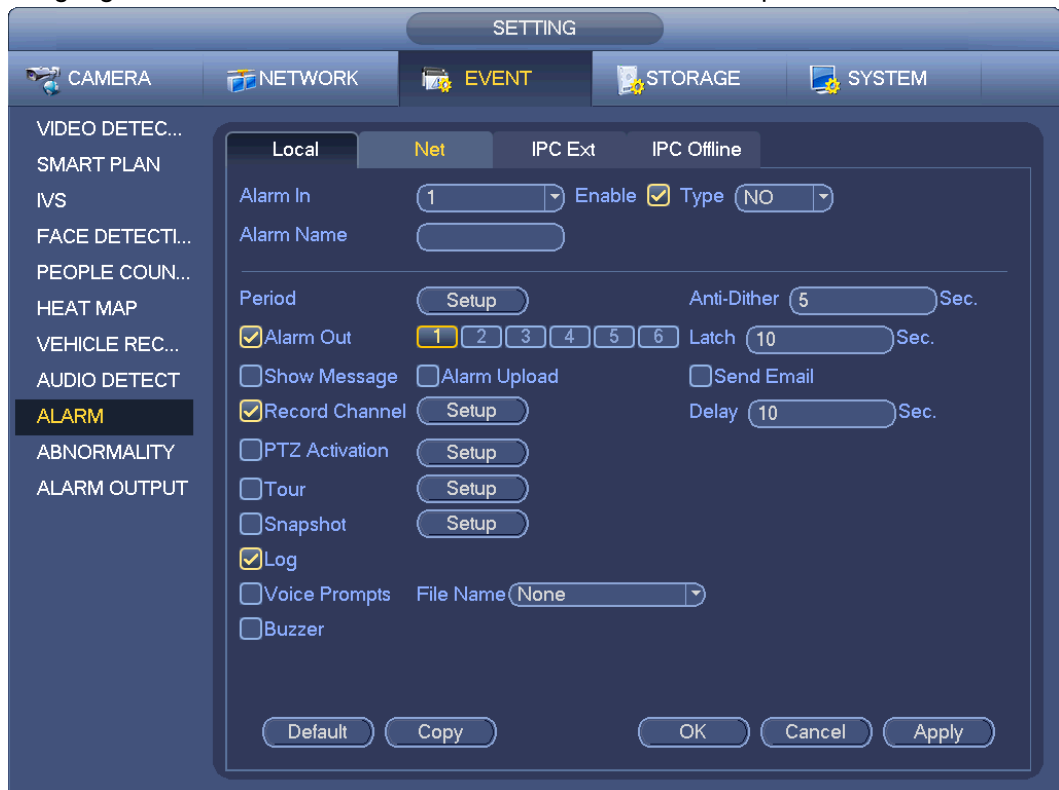 SETTING
CAMERA NETWORK EVENT STORAGE SYSTEM
VIDEO DETEC...
SMART PLAN
IVS
FACE DETECTI...
PEOPLE COUN...
HEAT MAP
VEHICLE REC...
AUDIO DETECT
ALARM
ABNORMALITY
ALARM OUTPUT
Local Net IPC Ext IPC Offline
Alarm In 1 Enable Type NO
Alarm Name
Period Setup Anti-Dither 5 Sec.
Alarm Out 1 2 3 4 5 6 Latch 10 Sec.
Show Message Alarm Upload Send Email
Record Channel Setup Delay 10 Sec.
PTZ Activation Setup
Tour Setup
Snapshot Setup
Log
Voice Prompts File Name None
Buzzer
Default Copy OK Cancel Apply